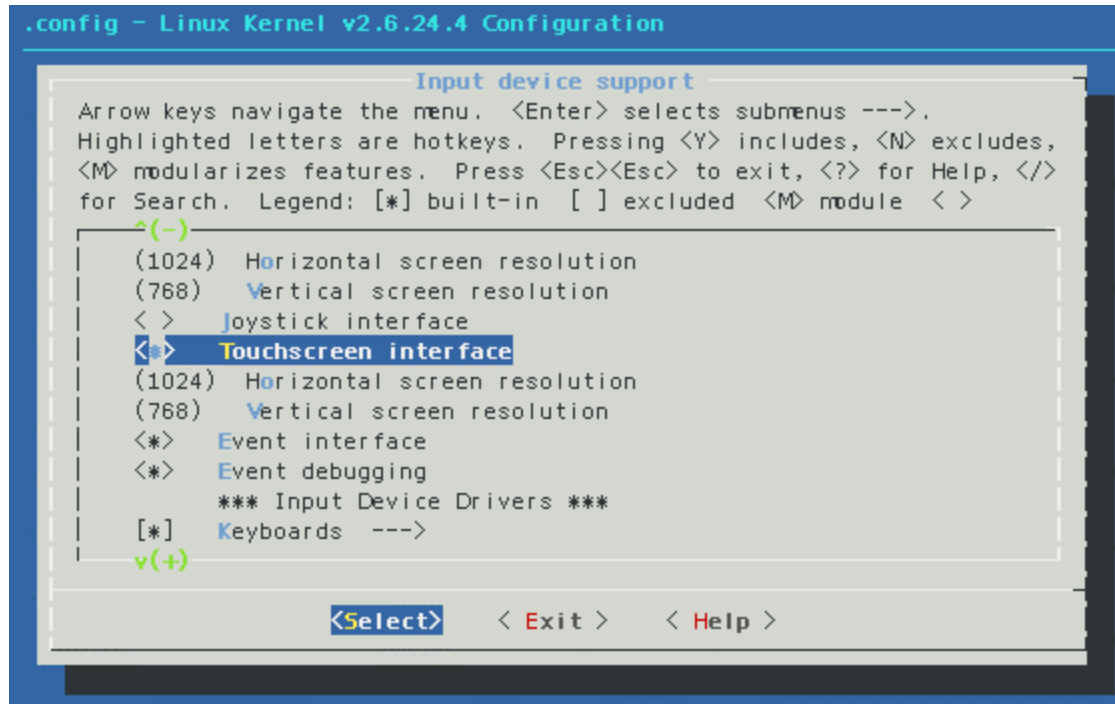 .config - Linux Kernel v2.6.24.4 Configuration
Input device support
Arrow keys navigate the menu.  <Enter> selects submenus --->.
Highlighted letters are hotkeys.  Pressing <Y> includes, <N> excludes,
<M> modularizes features.  Press <Esc><Esc> to exit, <?> for Help, </>
for Search.  Legend: [*] built-in  [ ] excluded  <M> module  < >
^(-)
(1024)  Horizontal screen resolution
(768)   Vertical screen resolution
< >   Joystick interface
<*>   Touchscreen interface
(1024)  Horizontal screen resolution
(768)   Vertical screen resolution
<*>   Event interface
<*>   Event debugging
*** Input Device Drivers ***
[*]   Keyboards  --->
v(+)
<Select>    < Exit >    < Help >